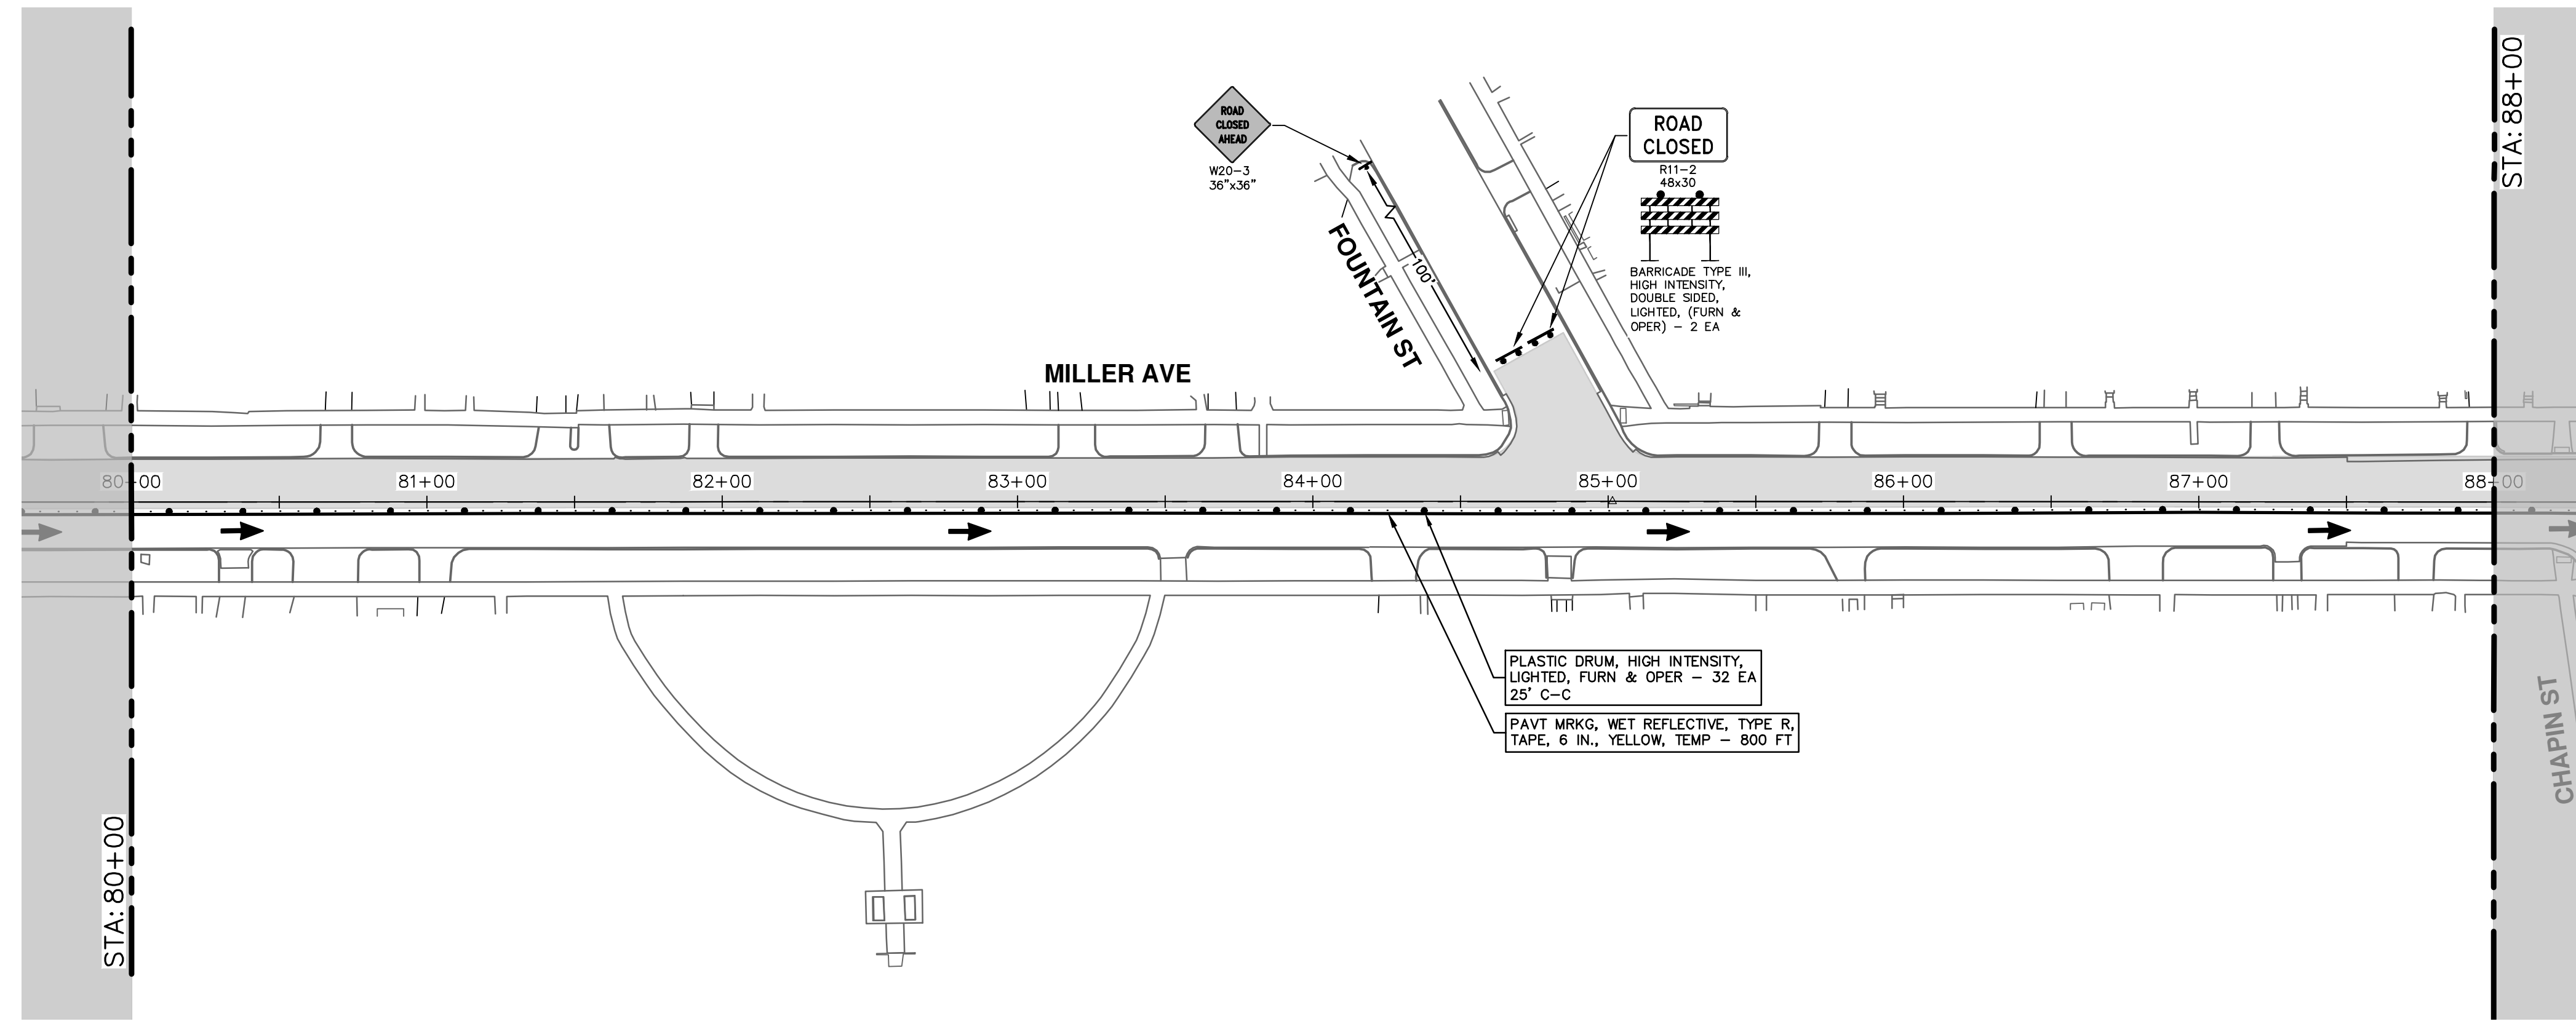 STA: 88+00
ROAD
CLOSED
AHEAD
W20-3
36"x36"
ROAD
CLOSED
R11-2
48x30
BARRICADE TYPE III,
HIGH INTENSITY,
DOUBLE SIDED,
LIGHTED, (FURN &
OPER) - 2 EA
100'
FOUNTAIN ST
MILLER AVE
80+00
81+00
82+00
83+00
84+00
85+00
86+00
87+00
88+00
PLASTIC DRUM, HIGH INTENSITY,
LIGHTED, FURN & OPER - 32 EA
25' C-C
PAVT MRKG, WET REFLECTIVE, TYPE R,
TAPE, 6 IN., YELLOW, TEMP - 800 FT
CHAPIN ST
STA: 80+00